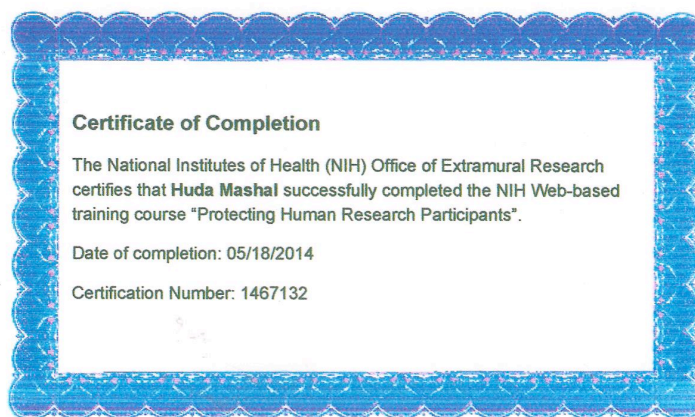 Certificate of Completion
The National Institutes of Health (NIH) Office of Extramural Research
certifies that Huda Mashal successfully completed the NIH Web-based
training course “Protecting Human Research Participants”.
Date of completion: 05/18/2014
Certification Number: 1467132